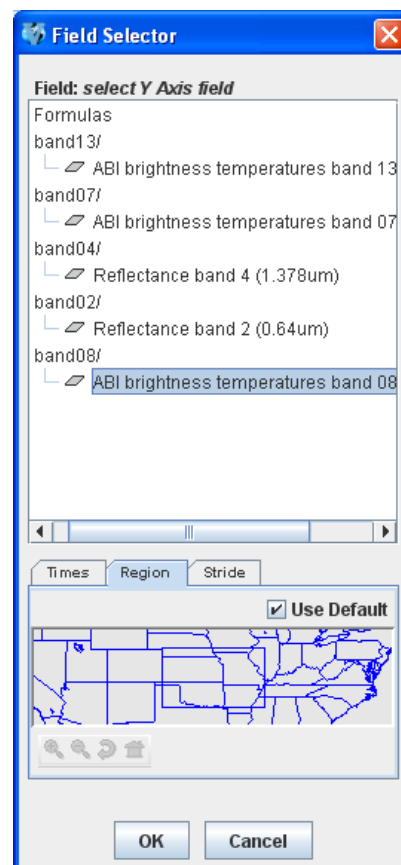 Field Selector
Field: select Y Axis field
Formulas
band13/
ABI brightness temperatures band 13
band07/
ABI brightness temperatures band 07
band04/
Reflectance band 4 (1.378um)
band02/
Reflectance band 2 (0.64um)
band08/
ABI brightness temperatures band 08
Times Region Stride
Use Default
OK Cancel